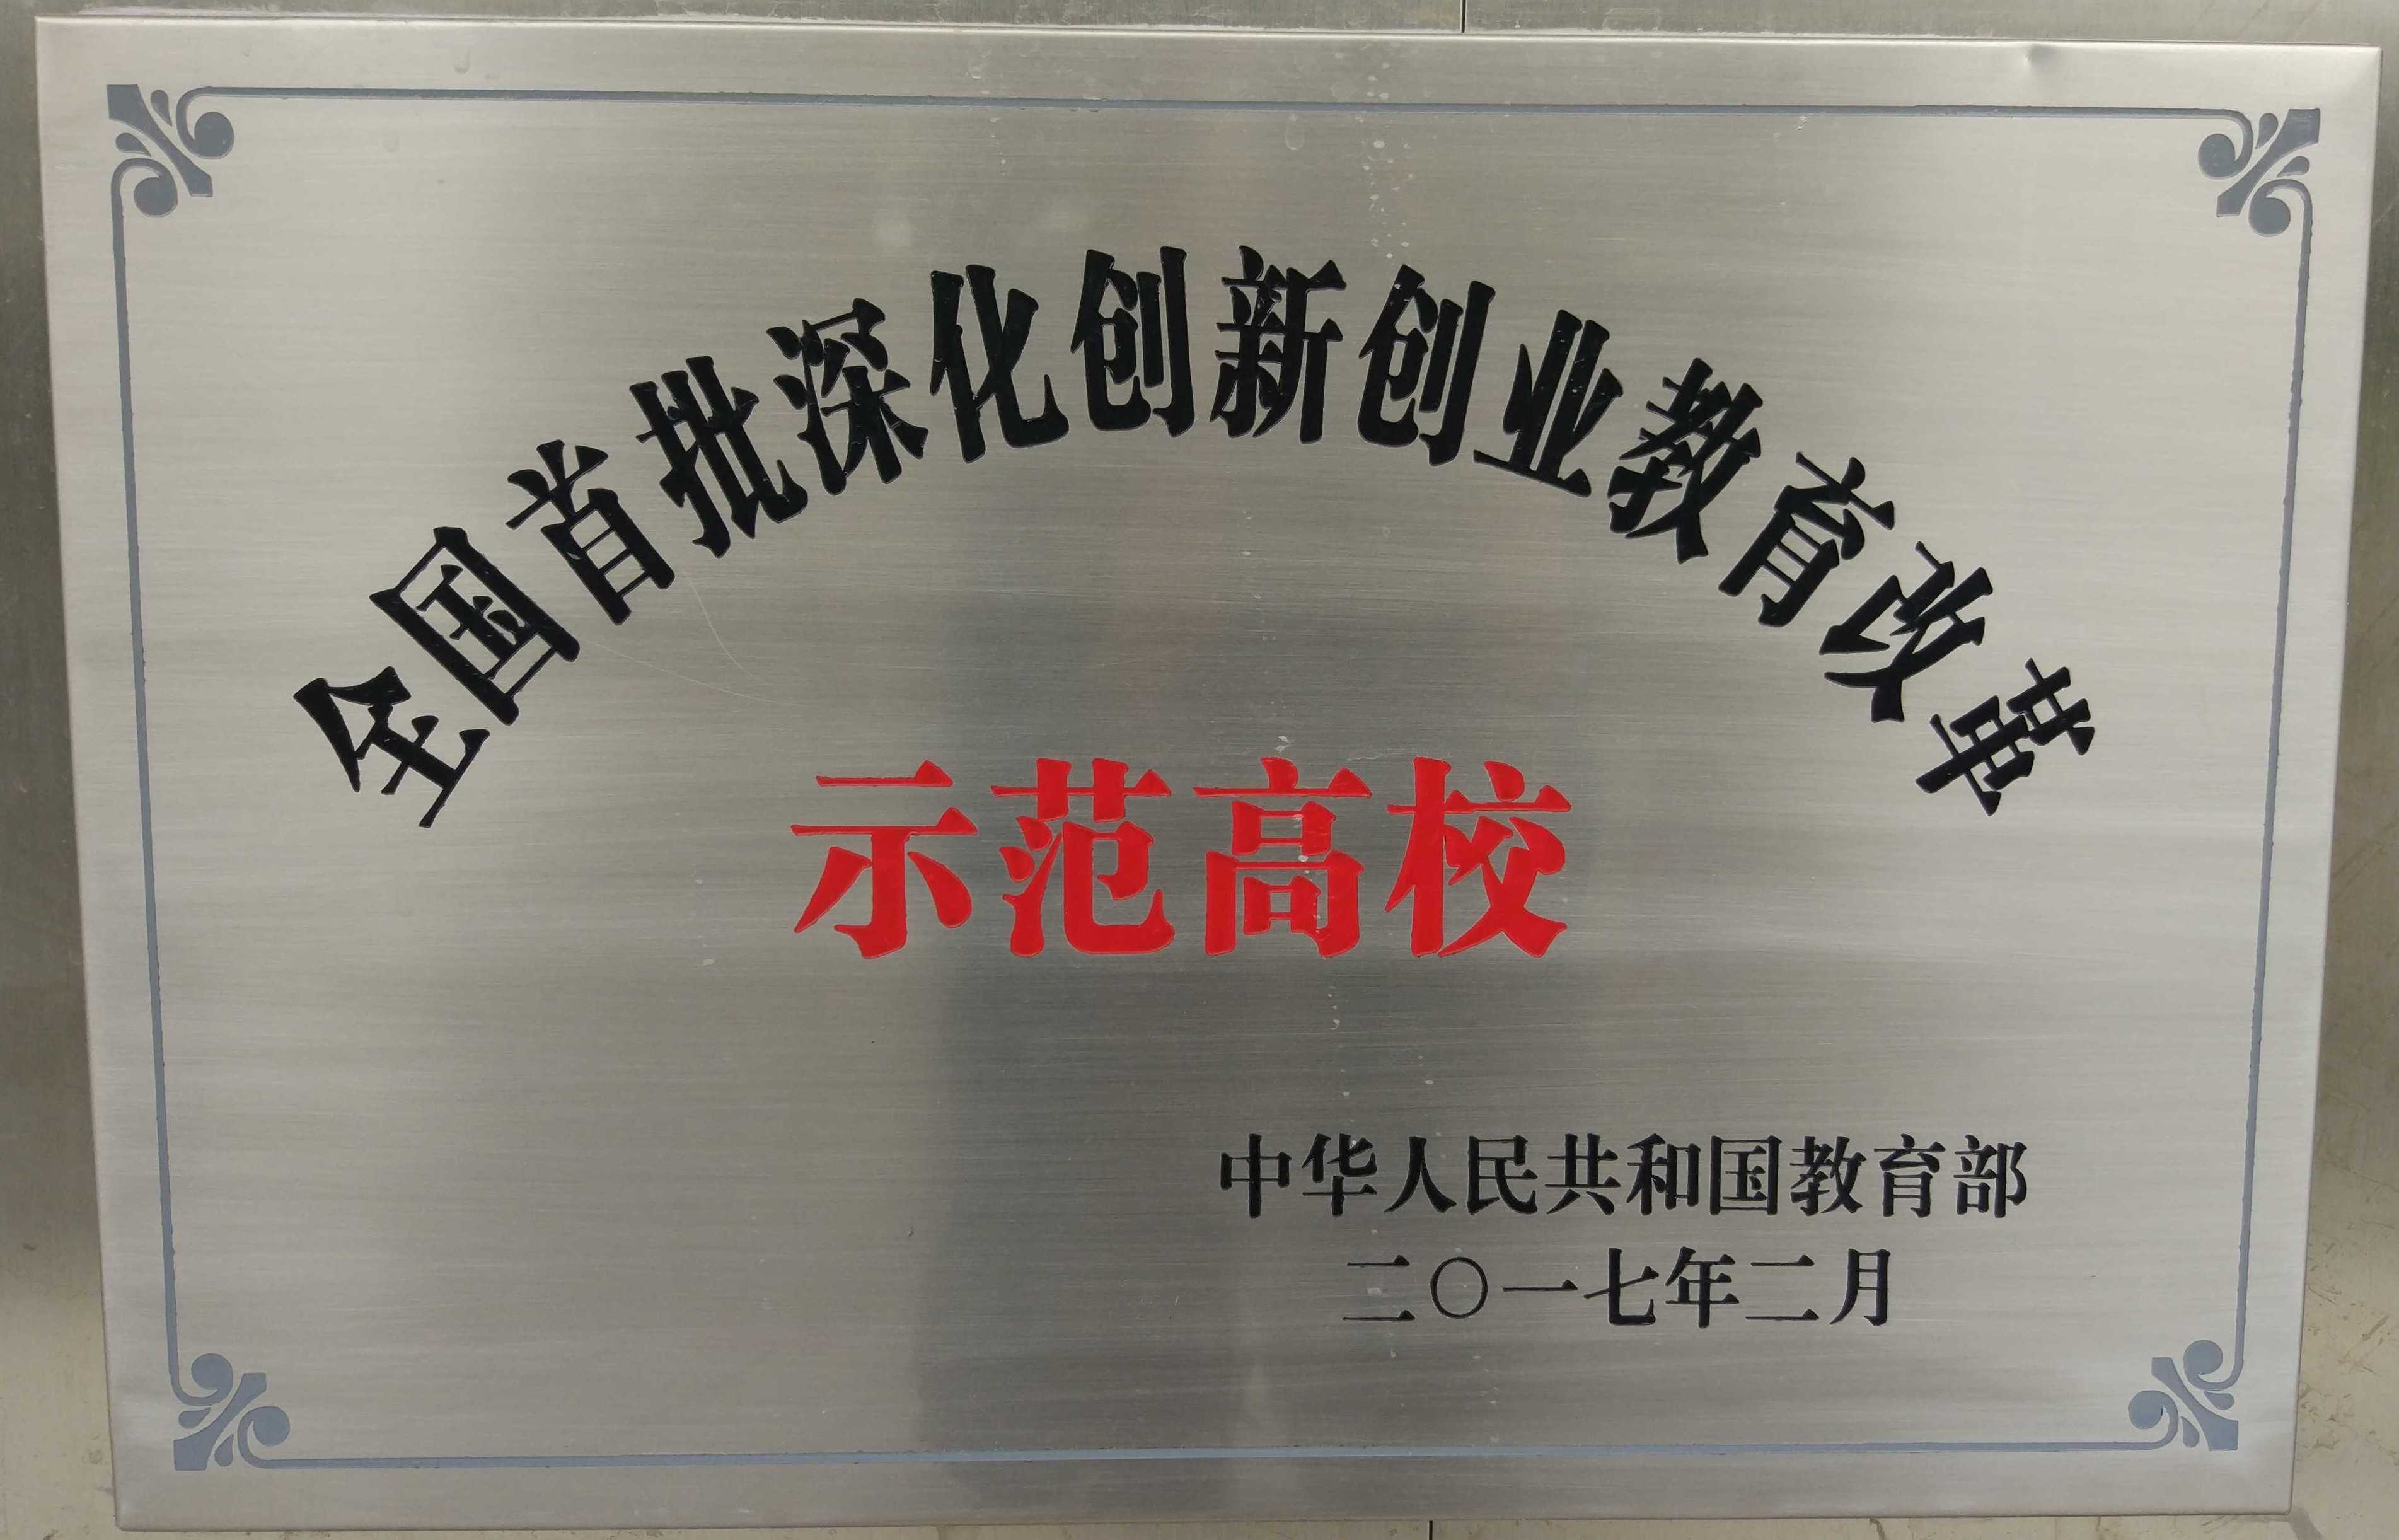 全国首批深化创新创业教育改革
示范高校
中华人民共和国教育部
二〇一七年二月